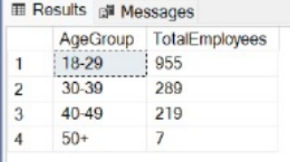 Results Messages
AgeGroup TotalEmployees
1 18-29 955
2 30-39 289
3 40-49 219
4 50+ 7